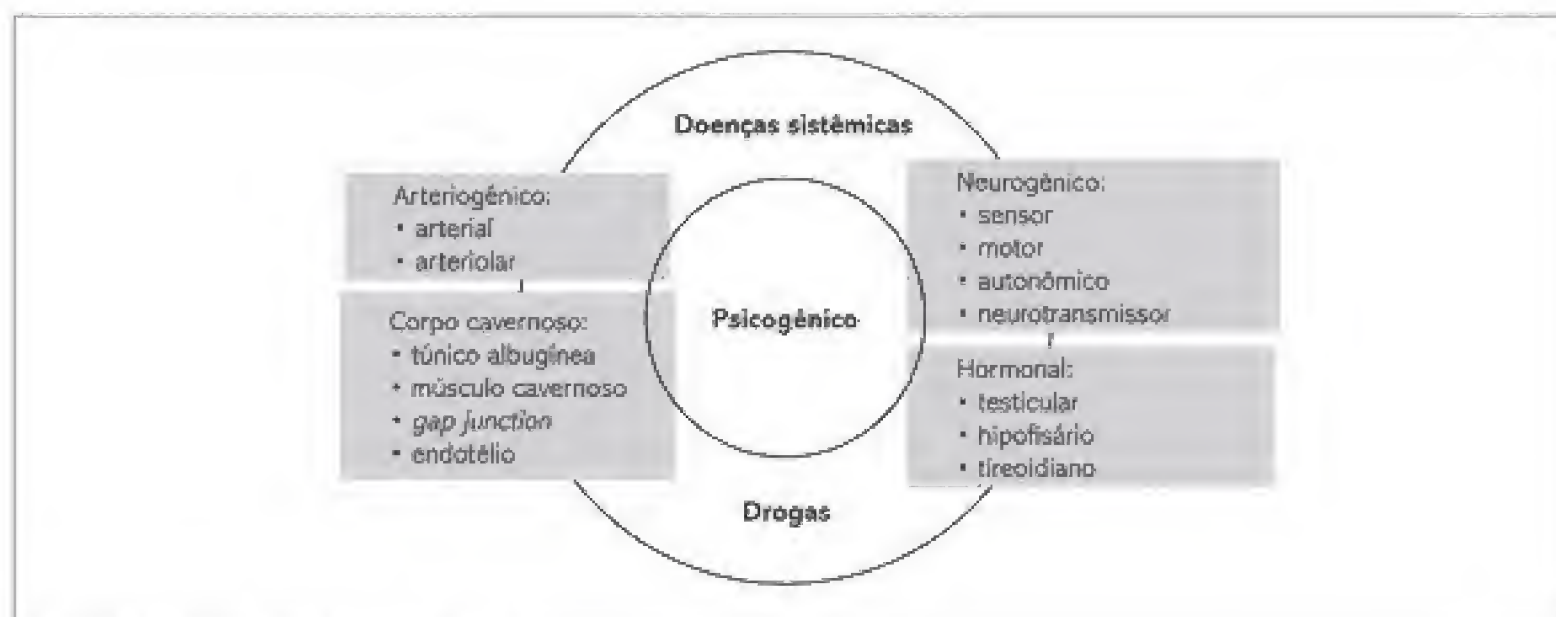 Doenças sistêmicas
Arteriogênico:
• arterial
• arteriolar
Corpo cavernoso:
• túnico albugínea
• músculo cavernoso
• gap junction
• endotélio
Psicogênico
Neurogênico:
• sensor
• motor
• autonômico
• neurotransmissor
Hormonal:
• testicular
• hipofisário
• tireoidiano
Drogas